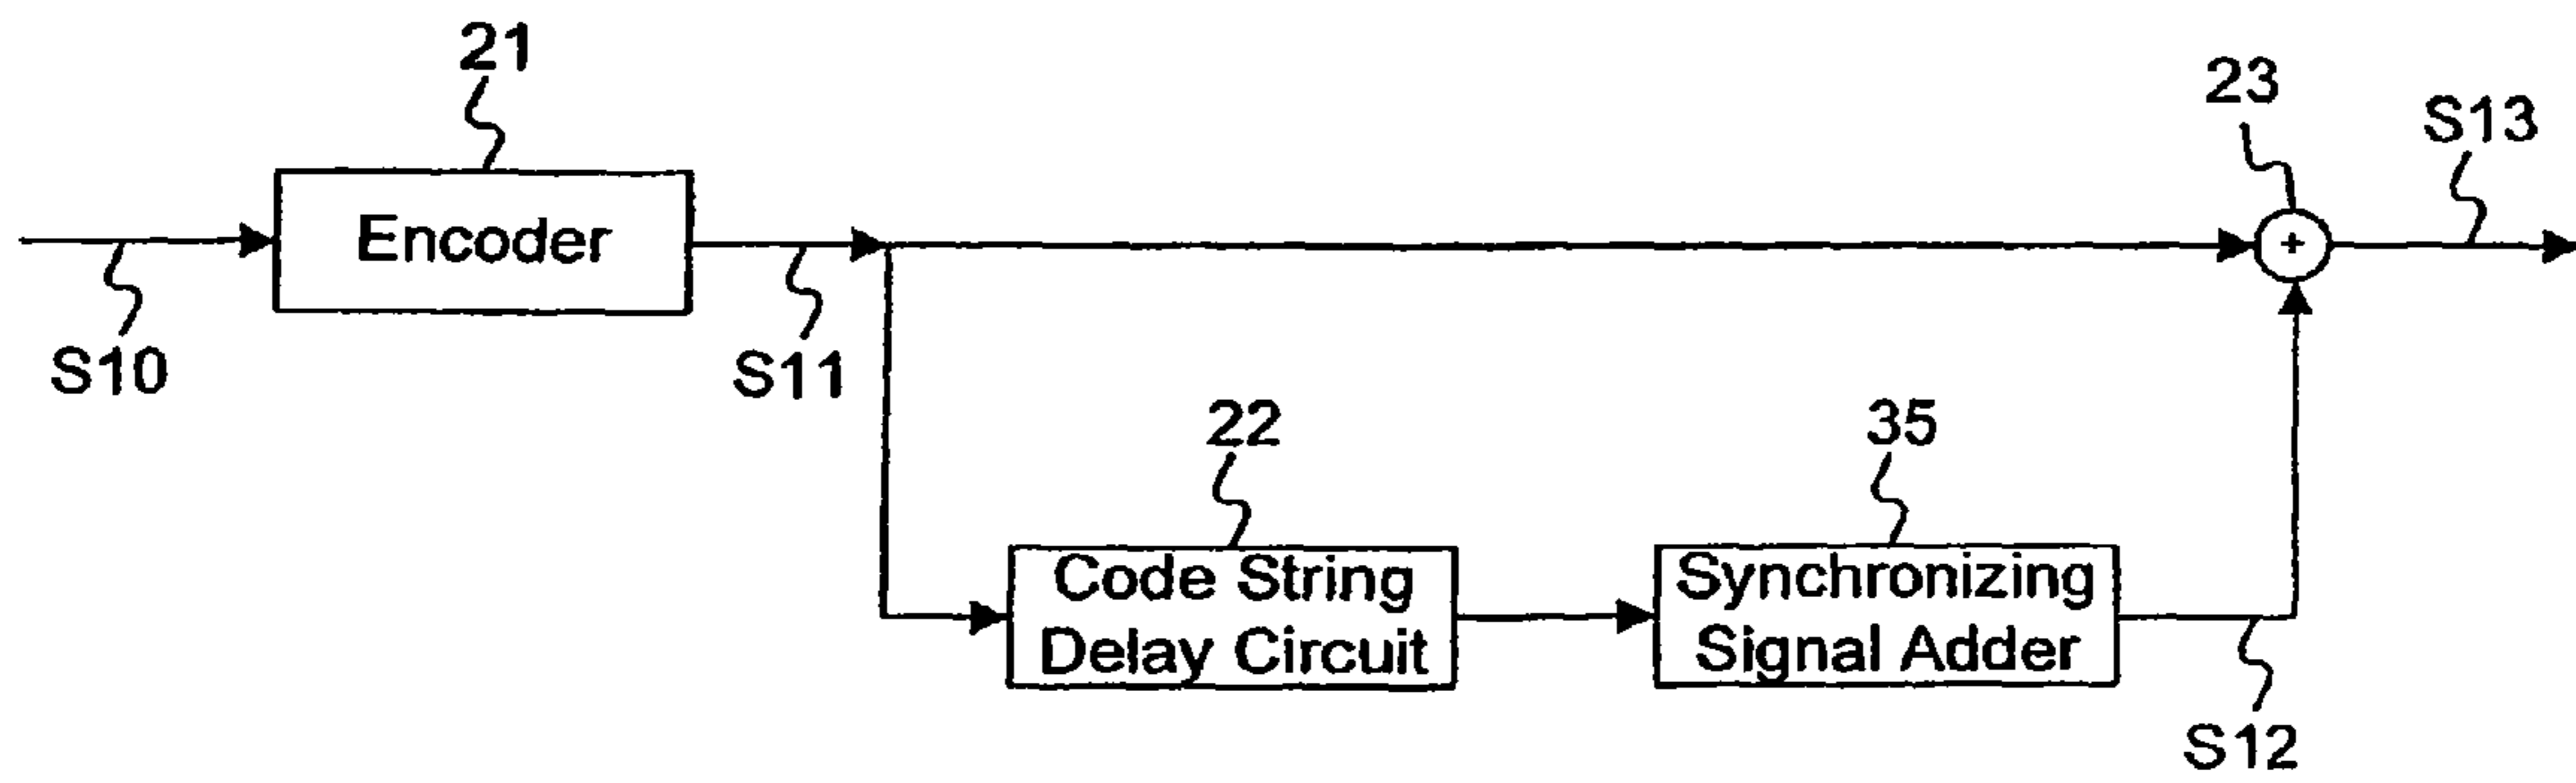 21
23
S13
Encoder
+
S10
S11
22
35
Code String
Delay Circuit
Synchronizing
Signal Adder
S12